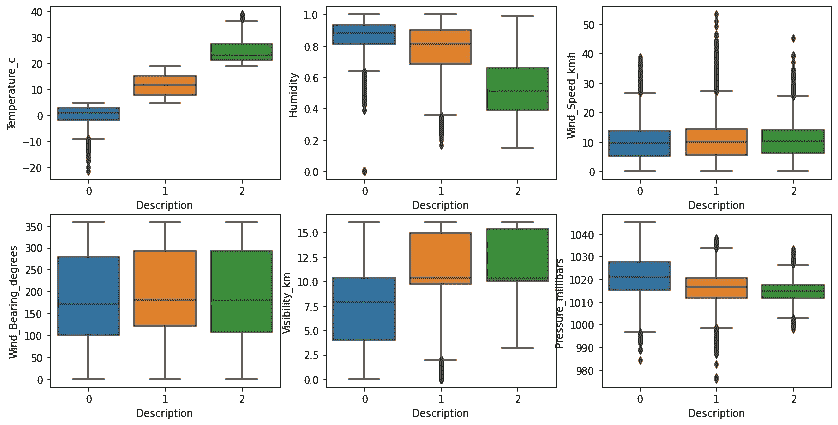 Temperature_c
40
30
20
10
0
−10
−20
0 1 2
Description
Humidity
1.0
0.8
0.6
0.4
0.2
0.0
0 1 2
Description
Wind_Speed_kmh
50
40
30
20
10
0
0 1 2
Description
Wind_Bearing_degrees
350
300
250
200
150
100
50
0
0 1 2
Description
Visibility_km
15.0
12.5
10.0
7.5
5.0
2.5
0.0
0 1 2
Description
Pressure_millibars
1040
1030
1020
1010
1000
990
980
0 1 2
Description